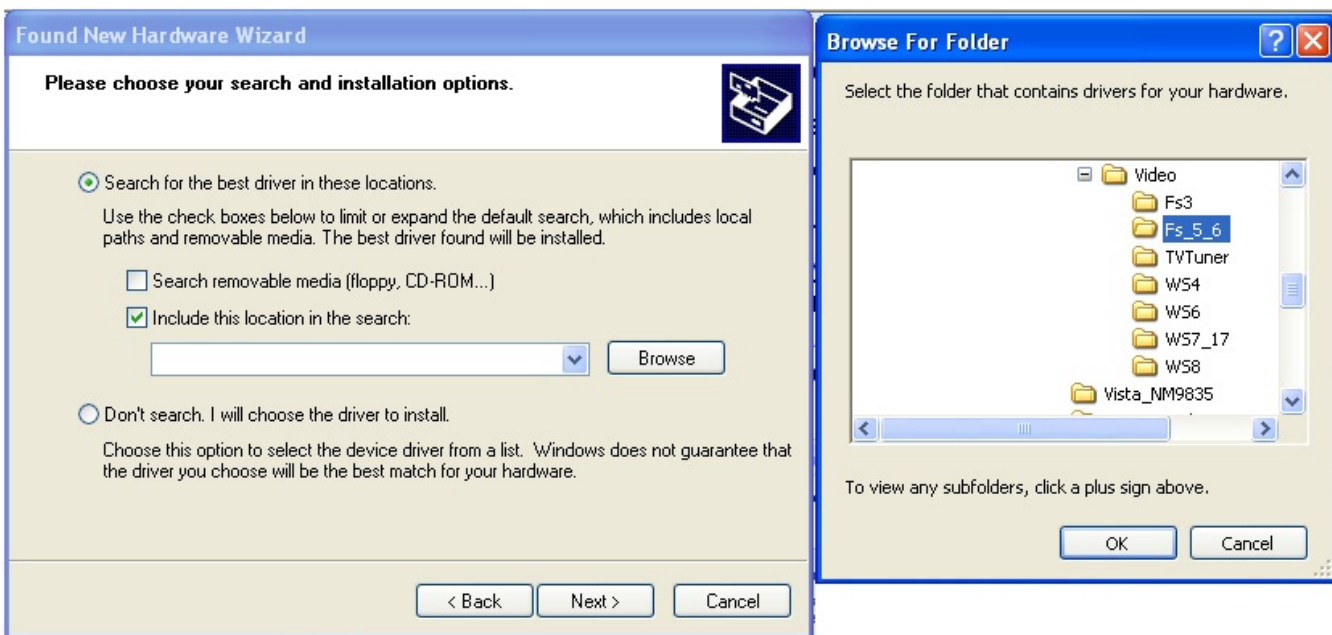 Found New Hardware Wizard
Please choose your search and installation options.
Search for the best driver in these locations.
Use the check boxes below to limit or expand the default search, which includes local
paths and removable media. The best driver found will be installed.
Search removable media (floppy, CD-ROM...)
Include this location in the search:
Browse
Don't search. I will choose the driver to install.
Choose this option to select the device driver from a list. Windows does not guarantee that
the driver you choose will be the best match for your hardware.
< Back
Next >
Cancel
Browse For Folder
Select the folder that contains drivers for your hardware.
Video
Fs3
Fs_5_6
TVTuner
WS4
WS6
WS7_17
WS8
Vista_NM9835
To view any subfolders, click a plus sign above.
OK
Cancel